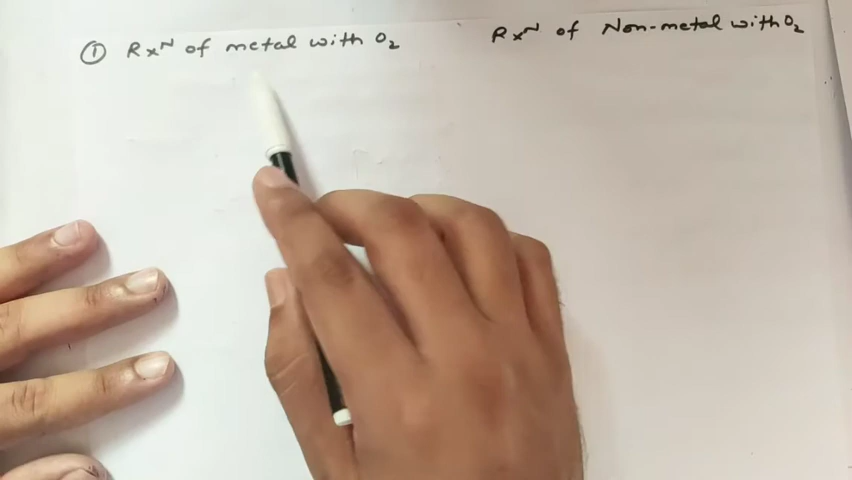 ① RxN of metal with O2
RxN of Non-metal with O2